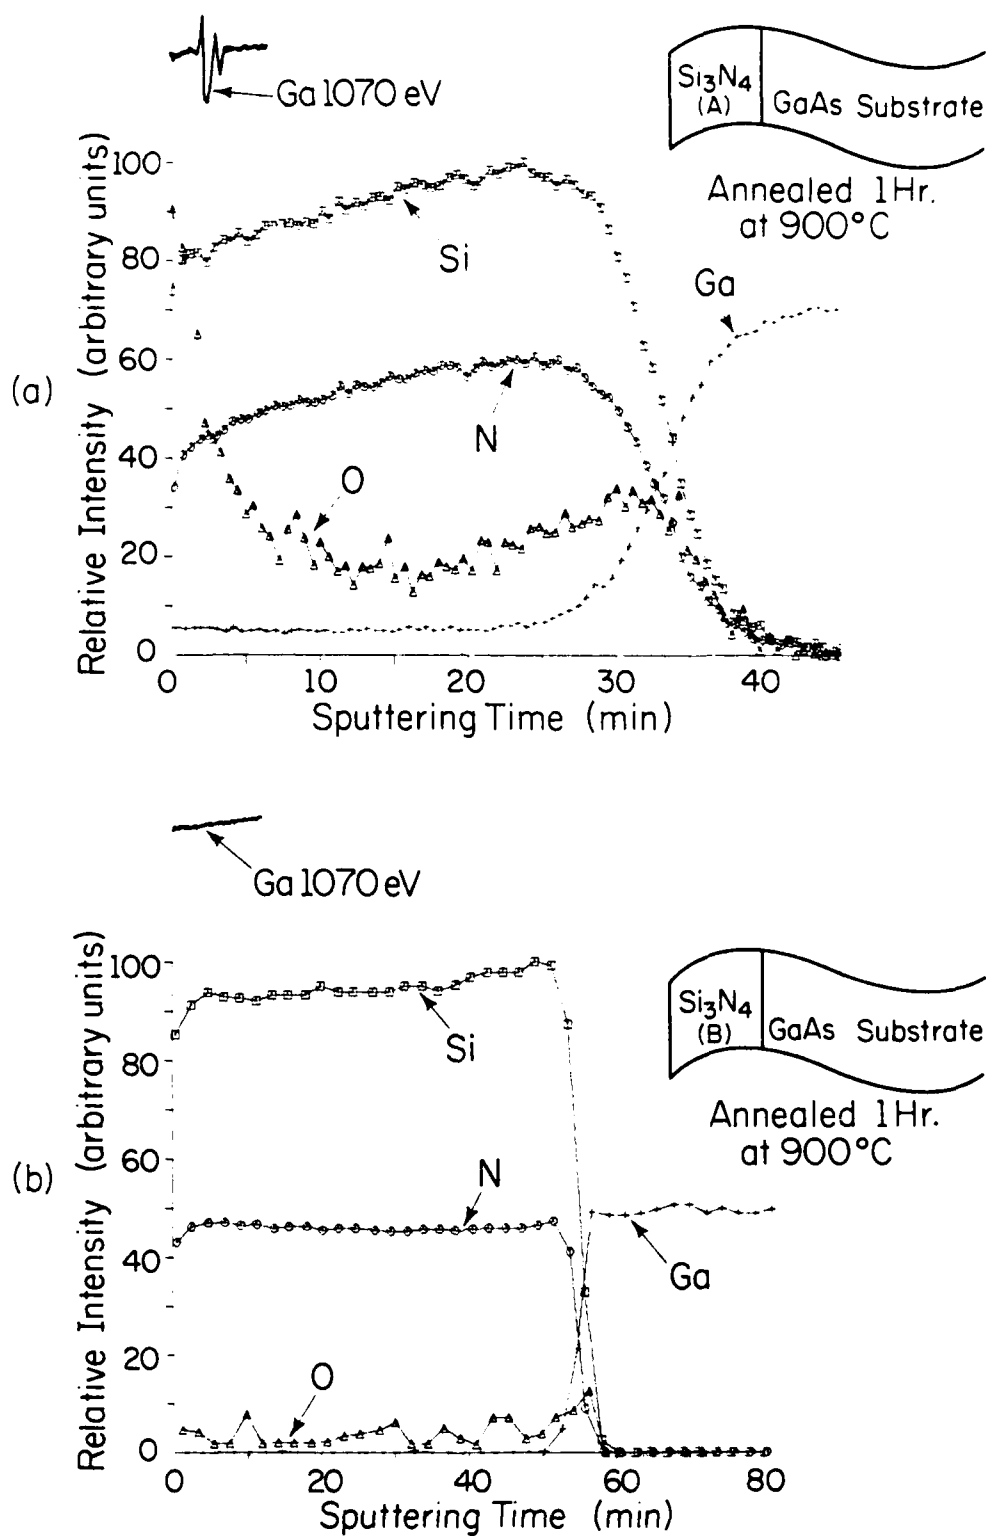 Ga 1070 eV
Si3N4
(A)
GaAs Substrate
Annealed 1Hr.
at 900°C
(a)
Relative Intensity (arbitrary units)
100
80
60
40
20
0
Si
N
O
Ga
0 10 20 30 40
Sputtering Time (min)
Ga 1070 eV
Si3N4
(B)
GaAs Substrate
Annealed 1Hr.
at 900°C
(b)
Relative Intensity (arbitrary units)
100
80
60
40
20
0
Si
N
O
Ga
0 20 40 60 80
Sputtering Time (min)